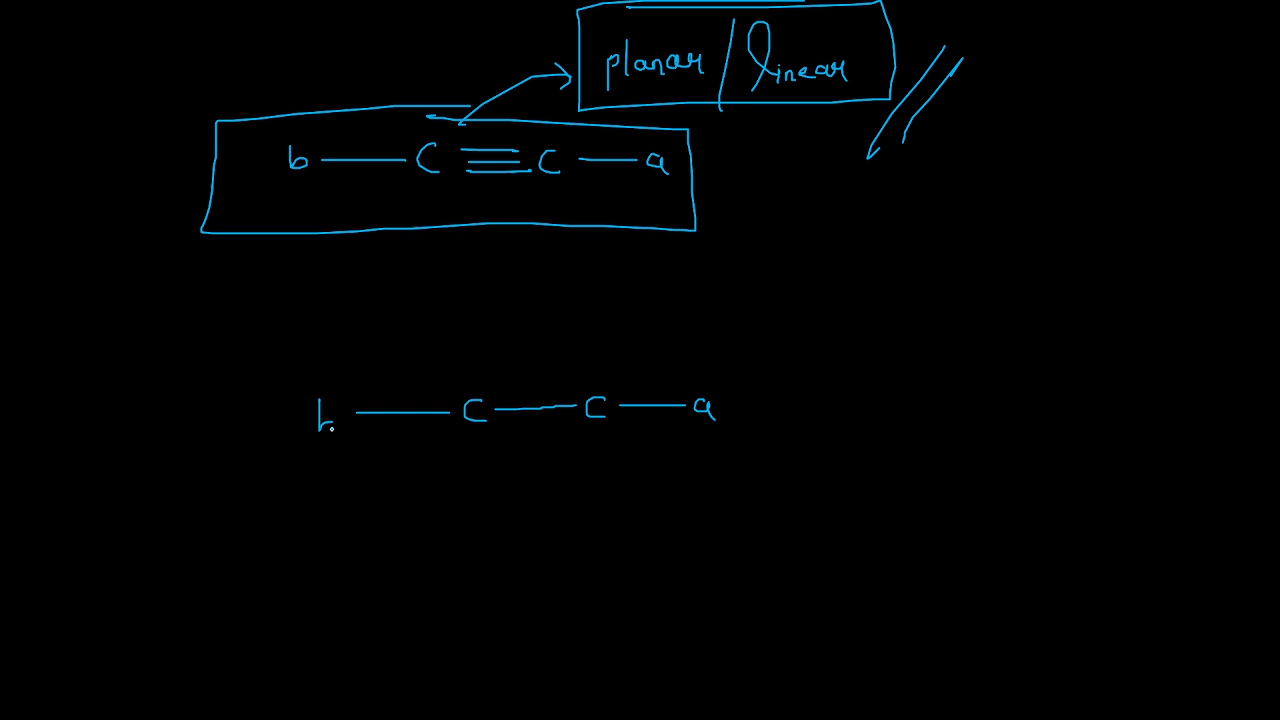 planar / linear
b — C ≡ C — a
b — C — C — a